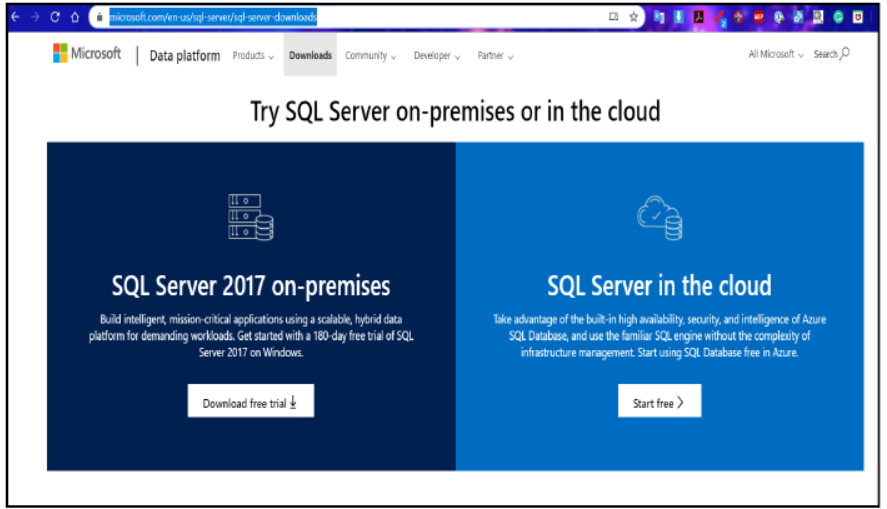 microsoft.com/en-us/sql-server/sql-server-downloads
Microsoft | Data platform Products Downloads Community Developer Partner All Microsoft Search
Try SQL Server on-premises or in the cloud
SQL Server 2017 on-premises
Build intelligent, mission-critical applications using a scalable, hybrid data
platform for demanding workloads. Get started with a 180-day free trial of SQL
Server 2017 on Windows.
Download free trial
SQL Server in the cloud
Take advantage of the built-in high availability, security, and intelligence of Azure
SQL Database, and use the familiar SQL engine without the complexity of
infrastructure management. Start using SQL Database free in Azure.
Start free